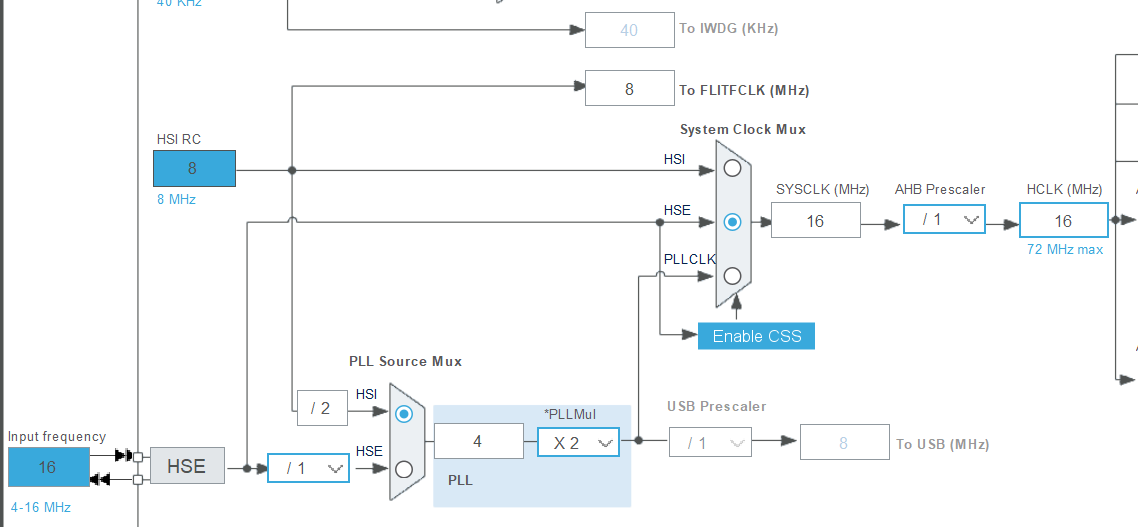 40 KHz
40
To IWDG (KHz)
8
To FLITFCLK (MHz)
System Clock Mux
HSI RC
8
8 MHz
HSI
HSE
PLLCLK
SYSCLK (MHz)
16
AHB Prescaler
/ 1
HCLK (MHz)
16
72 MHz max
Enable CSS
PLL Source Mux
HSI
/ 2
HSE
/ 1
4
*PLLMul
X 2
PLL
USB Prescaler
/ 1
8
To USB (MHz)
Input frequency
16
4-16 MHz
HSE